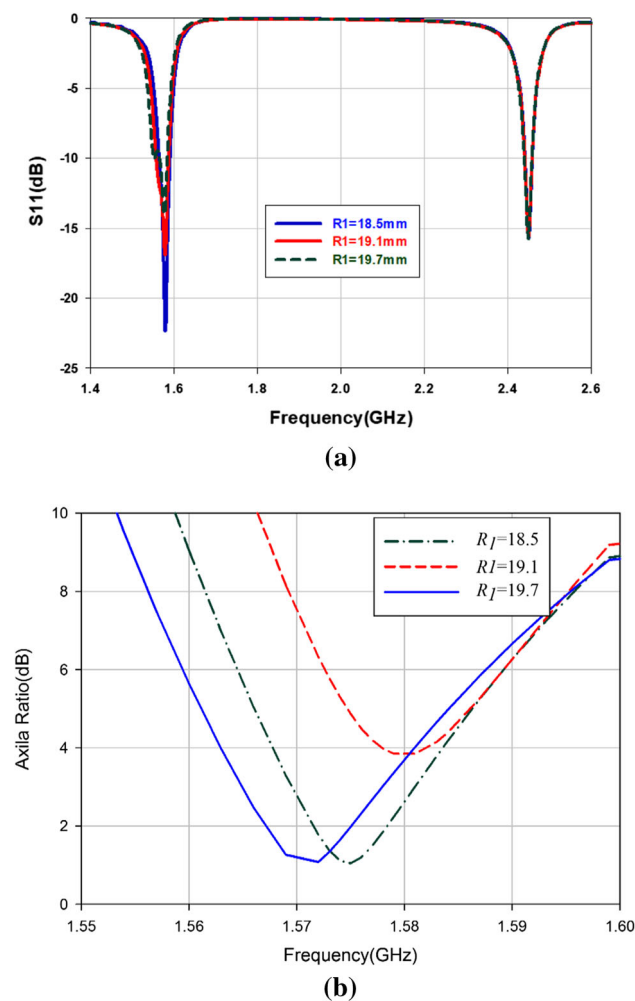 0
-5
-10
-15
-20
-25
S11(dB)
R1=18.5mm
R1=19.1mm
R1=19.7mm
1.4 1.6 1.8 2.0 2.2 2.4 2.6
Frequency(GHz)
(a)
10
8
6
4
2
0
Axila Ratio(dB)
R1=18.5
R1=19.1
R1=19.7
1.55 1.56 1.57 1.58 1.59 1.60
Frequency(GHz)
(b)